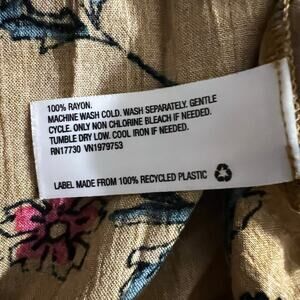 100% RAYON.
MACHINE WASH COLD. WASH SEPARATELY. GENTLE
CYCLE. ONLY NON CHLORINE BLEACH IF NEEDED.
TUMBLE DRY LOW. COOL IRON IF NEEDED.
RN17730 VN1979753
LABEL MADE FROM 100% RECYCLED PLASTIC